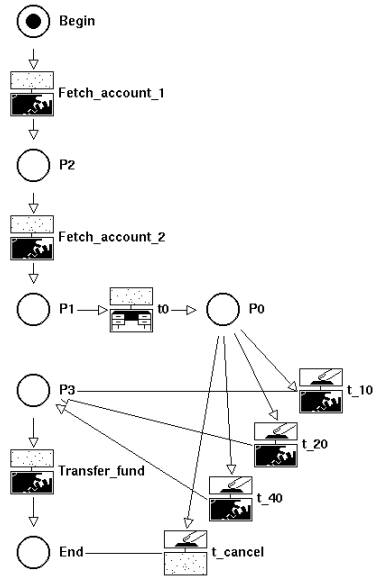 Begin
Fetch_account_1
P2
Fetch_account_2
P1
t0
P0
P3
t_10
t_20
Transfer_fund
t_40
End
t_cancel